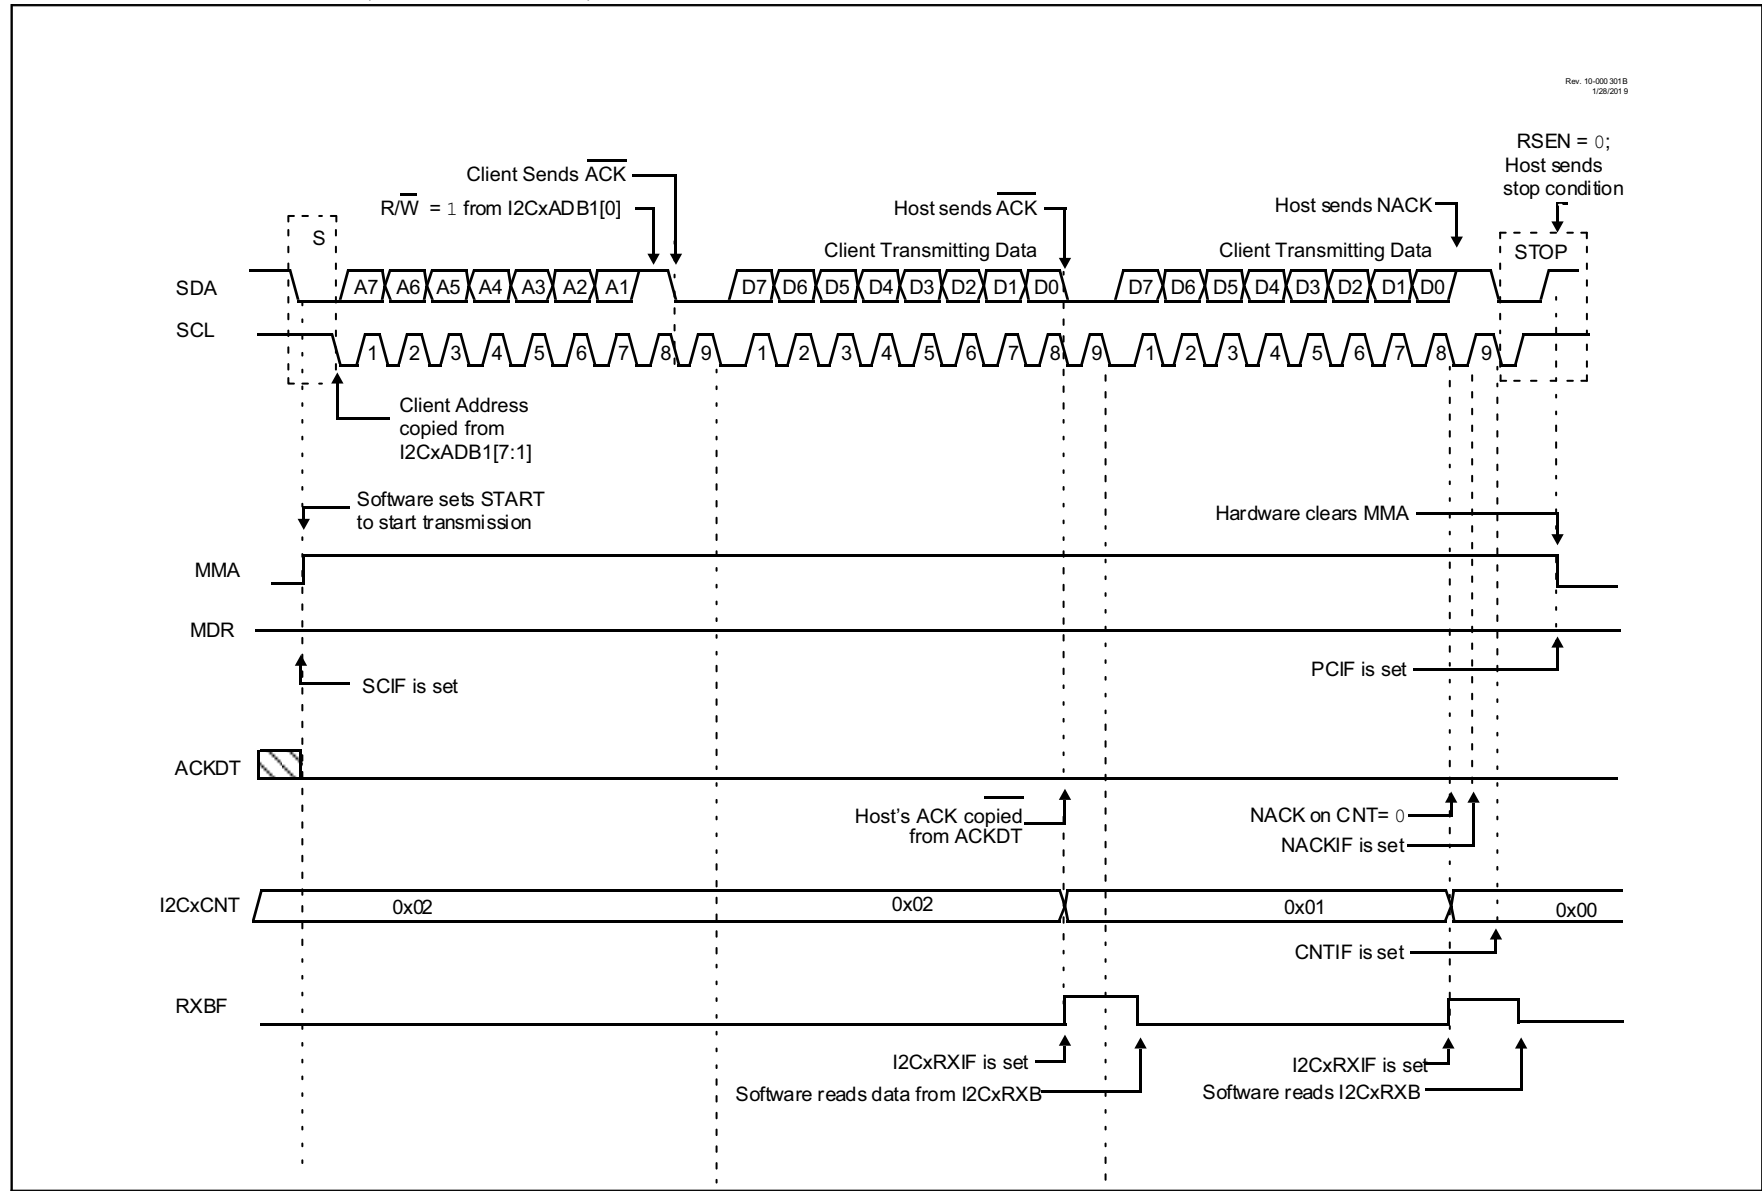 Rev. 10-000 301B
1/28/2019
RSEN = 0;
Host sends
stop condition
Client Sends ACK
R/W = 1 from I2CxADB1[0]
Host sends ACK
Host sends NACK
S
Client Transmitting Data
Client Transmitting Data
STOP
SDA
A7 A6 A5 A4 A3 A2 A1
D7 D6 D5 D4 D3 D2 D1 D0
D7 D6 D5 D4 D3 D2 D1 D0
SCL
1 2 3 4 5 6 7 8 9
1 2 3 4 5 6 7 8 9
1 2 3 4 5 6 7 8 9
Client Address
copied from
I2CxADB1[7:1]
Software sets START
to start transmission
Hardware clears MMA
MMA
MDR
SCIF is set
PCIF is set
ACKDT
Host's ACK copied
from ACKDT
NACK on CNT= 0
NACKIF is set
I2CxCNT
0x02
0x02
0x01
0x00
CNTIF is set
RXBF
I2CxRXIF is set
Software reads data from I2CxRXB
I2CxRXIF is set
Software reads I2CxRXB